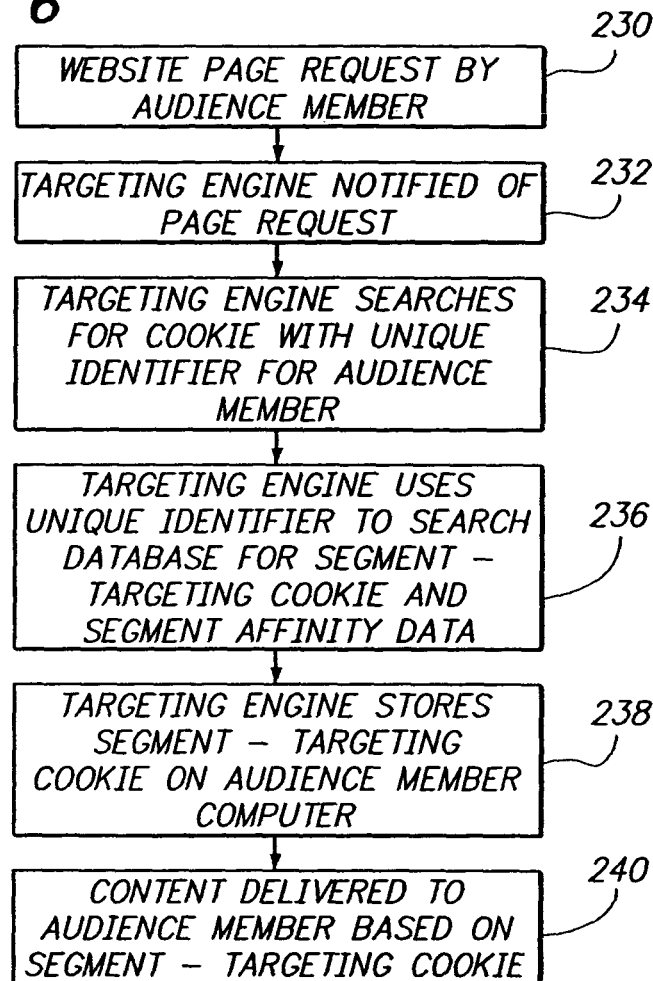 6
230
WEBSITE PAGE REQUEST BY
AUDIENCE MEMBER
232
TARGETING ENGINE NOTIFIED OF
PAGE REQUEST
234
TARGETING ENGINE SEARCHES
FOR COOKIE WITH UNIQUE
IDENTIFIER FOR AUDIENCE
MEMBER
236
TARGETING ENGINE USES
UNIQUE IDENTIFIER TO SEARCH
DATABASE FOR SEGMENT –
TARGETING COOKIE AND
SEGMENT AFFINITY DATA
238
TARGETING ENGINE STORES
SEGMENT – TARGETING
COOKIE ON AUDIENCE MEMBER
COMPUTER
240
CONTENT DELIVERED TO
AUDIENCE MEMBER BASED ON
SEGMENT – TARGETING COOKIE